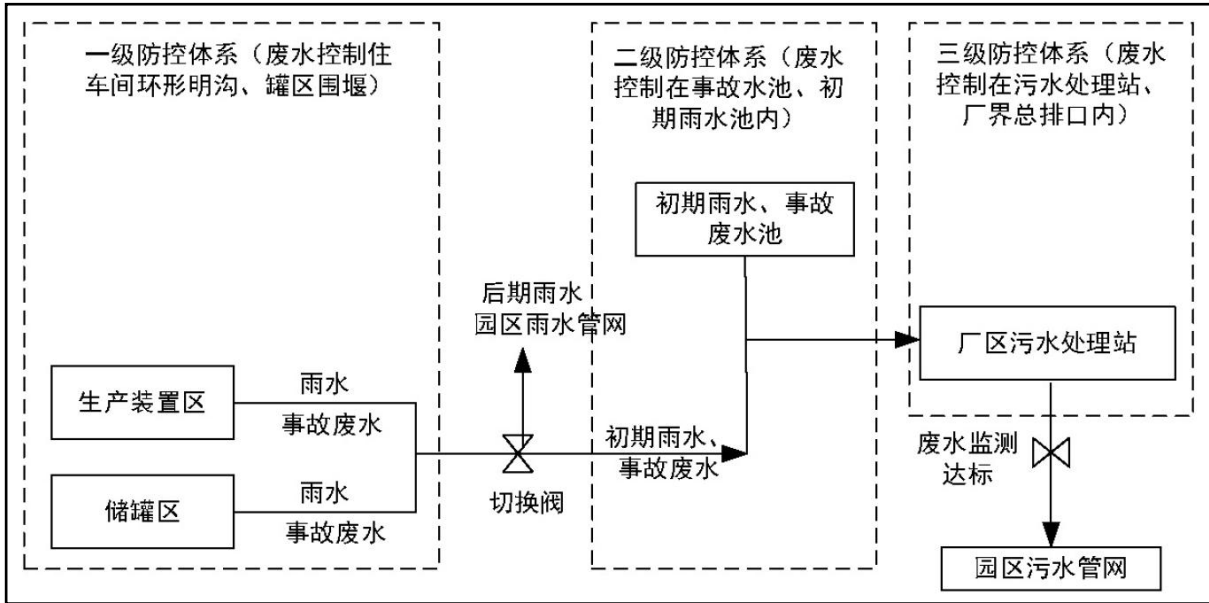 一级防控体系（废水控制住
车间环形明沟、罐区围堰）
二级防控体系（废水
控制在事故水池、初
期雨水池内）
三级防控体系（废水
控制在污水处理站、
厂界总排口内）
初期雨水、事故
废水池
后期雨水
园区雨水管网
厂区污水处理站
生产装置区
雨水
事故废水
初期雨水、
事故废水
切换阀
废水监测
达标
储罐区
雨水
事故废水
园区污水管网